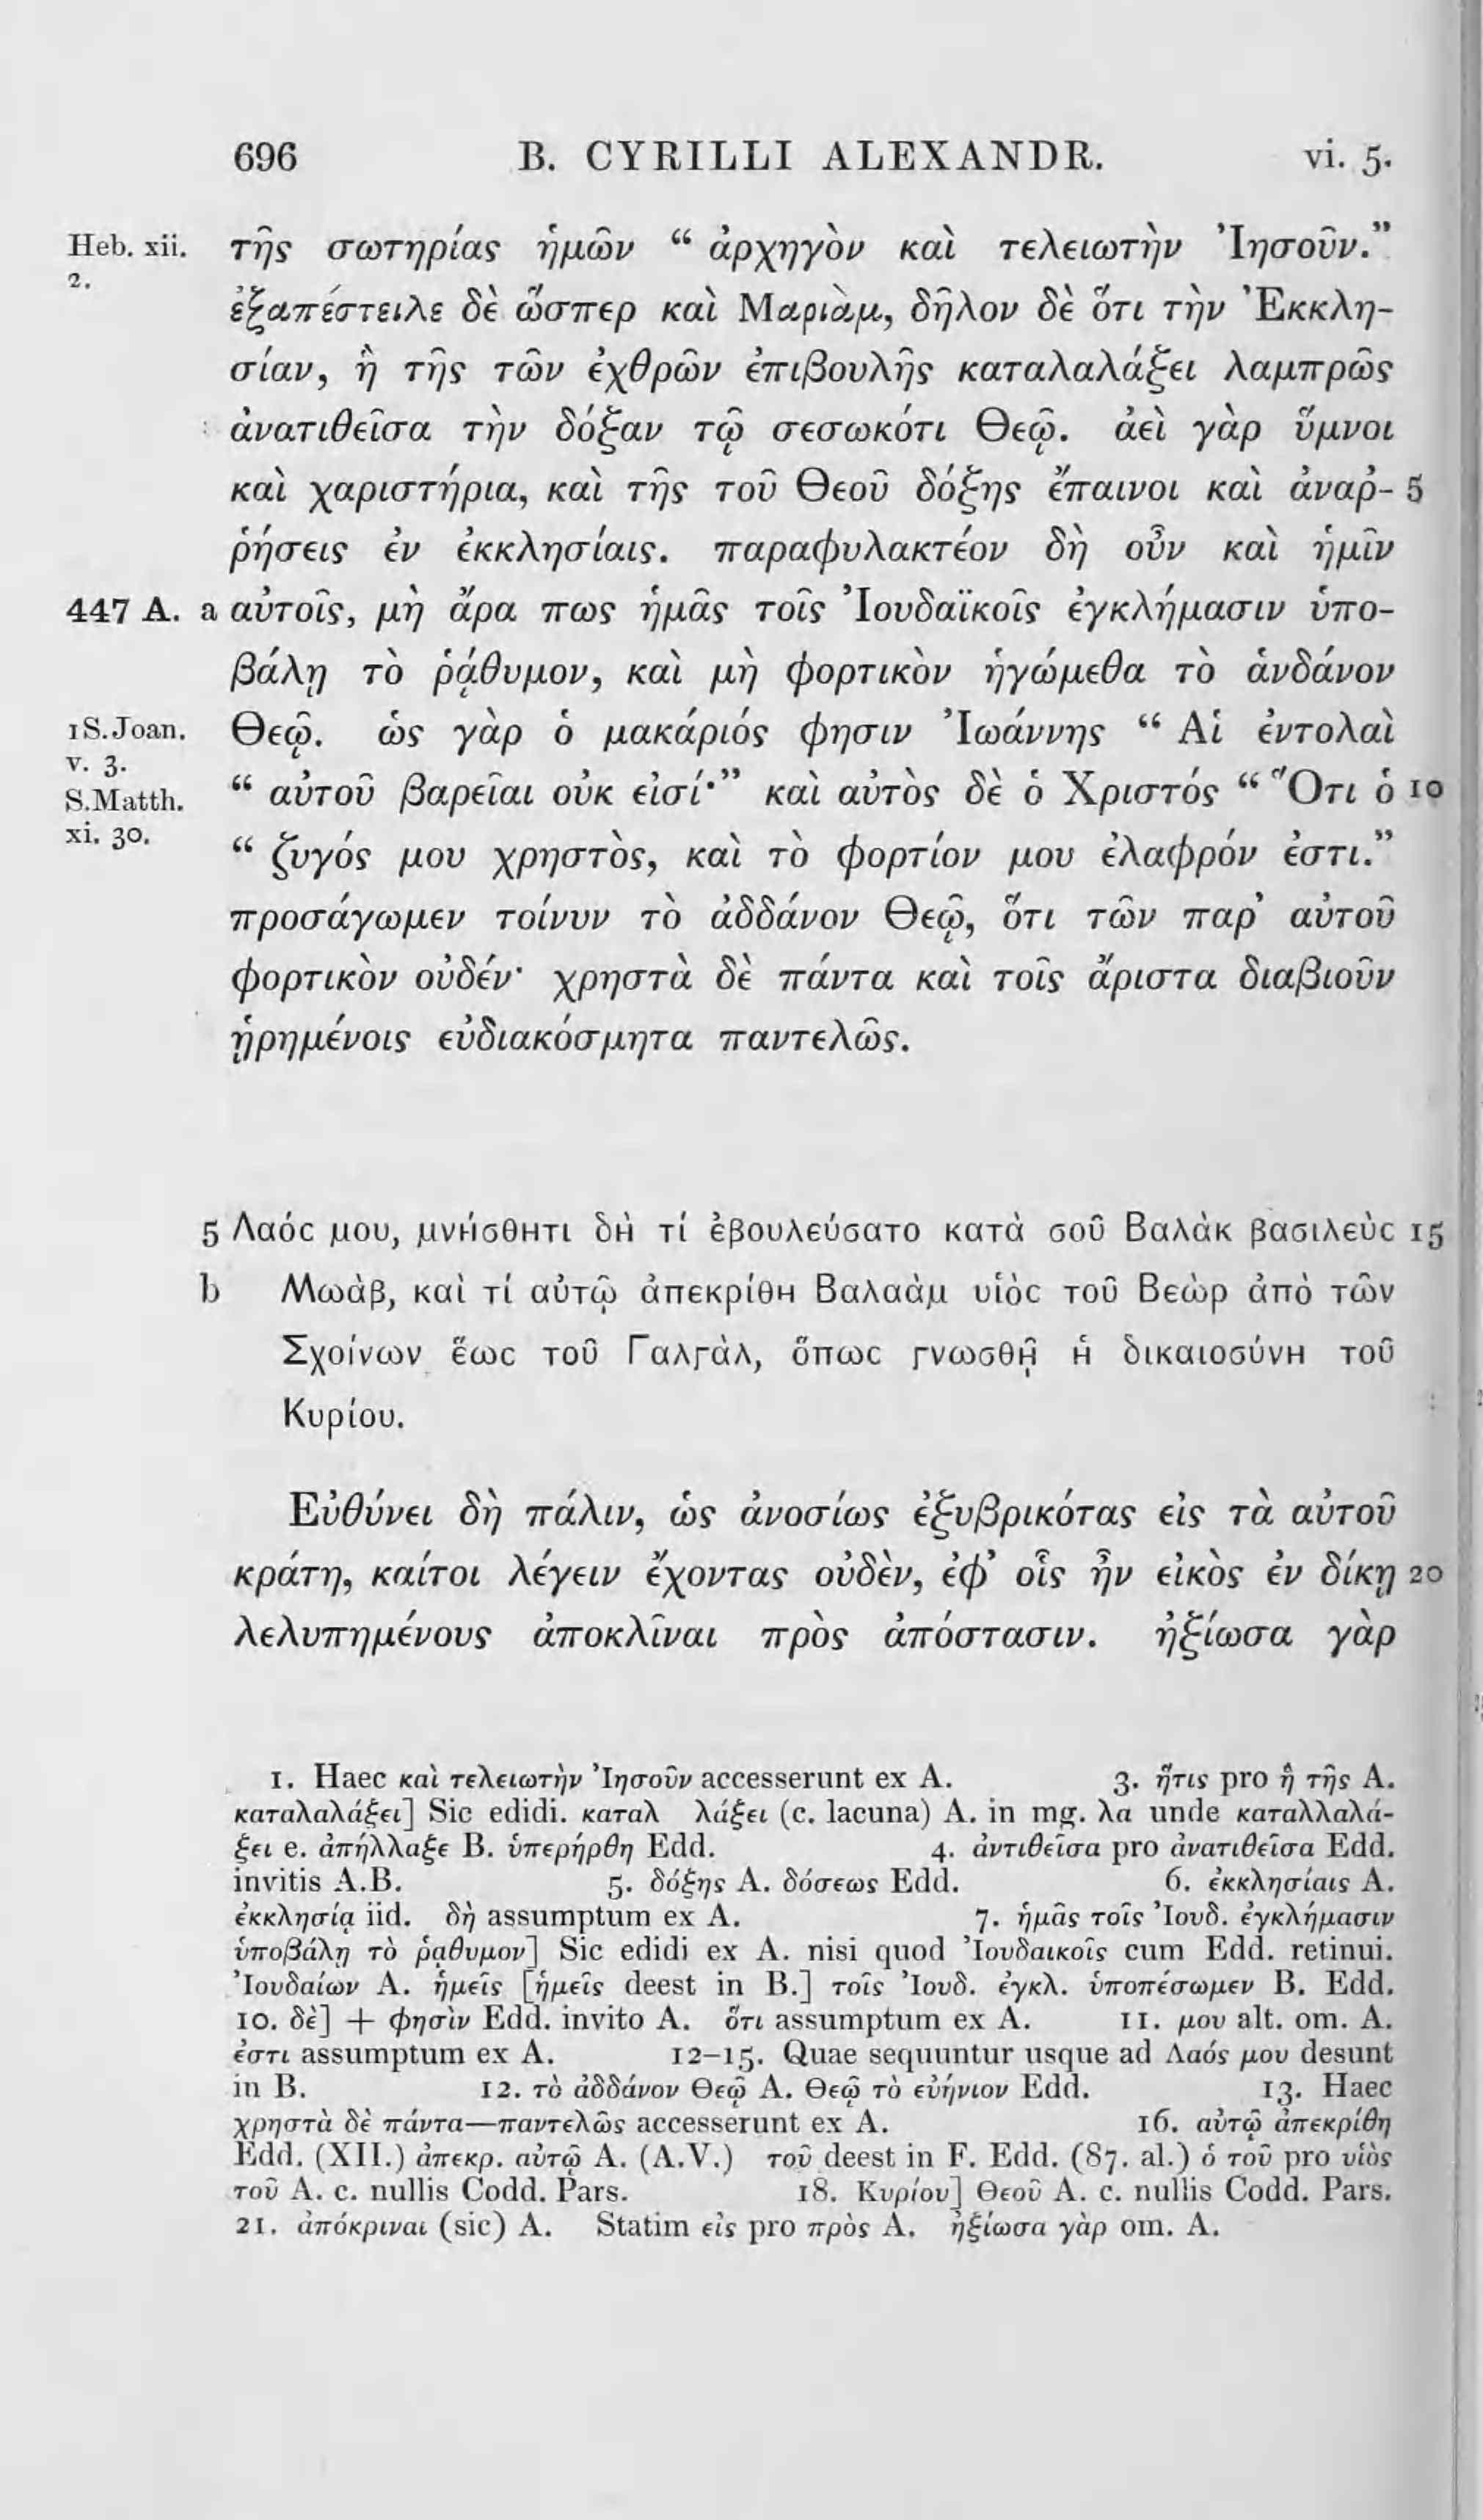 696 B. CYRILLI ALEXANDR. vi. 5.
Heb. xii. τῆς σωτηρίας ἡμῶν “ ἀρχηγὸν καὶ τελειωτὴν Ἰησοῦν.”
2.
ἐξαπέστειλε δὲ ὥσπερ καὶ Μαριὰμ, δῆλον δὲ ὅτι τὴν Ἐκκλη-
σίαν, ἣ τῆς τῶν ἐχθρῶν ἐπιβουλῆς καταλαλάξει λαμπρῶς
ἀνατιθεῖσα τὴν δόξαν τῷ σεσωκότι Θεῷ. ἀεὶ γὰρ ὕμνοι
καὶ χαριστήρια, καὶ τῆς τοῦ Θεοῦ δόξης ἔπαινοι καὶ ἀναρ- 5
ῥήσεις ἐν ἐκκλησίαις. παραφυλακτέον δὴ οὖν καὶ ἡμῖν
447 A. a αὐτοῖς, μὴ ἄρα πως ἡμᾶς τοῖς Ἰουδαϊκοῖς ἐγκλήμασιν ὑπο-
βάλῃ τὸ ῥᾴθυμον, καὶ μὴ φορτικὸν ἡγώμεθα τὸ ἁνδάνον
1 S. Joan. Θεῷ. ὡς γὰρ ὁ μακάριός φησιν Ἰωάννης “ Αἱ ἐντολαὶ
v. 3.
S. Matth. “ αὐτοῦ βαρεῖαι οὐκ εἰσί·” καὶ αὐτὸς δὲ ὁ Χριστός “ Ὅτι ὁ 10
xi. 30.
“ ζυγός μου χρηστὸς, καὶ τὸ φορτίον μου ἐλαφρόν ἐστι.”
προσάγωμεν τοίνυν τὸ ἁδδάνον Θεῷ, ὅτι τῶν παρ’ αὐτοῦ
φορτικὸν οὐδέν· χρηστὰ δὲ πάντα καὶ τοῖς ἄριστα διαβιοῦν
ᾑρημένοις εὐδιακόσμητα παντελῶς.
5 Λαός μου, μνήσθητι δὴ τί ἐβουλεύσατο κατὰ σοῦ Βαλὰκ βασιλεὺς 15
b Μωὰβ, καὶ τί αὐτῷ ἀπεκρίθη Βαλαὰμ υἱὸς τοῦ Βεὼρ ἀπὸ τῶν
Σχοίνων ἕως τοῦ Γαλγὰλ, ὅπως γνωσθῇ ἡ δικαιοσύνη τοῦ
Κυρίου.
Εὐθύνει δὴ πάλιν, ὡς ἀνοσίως ἐξυβρικότας εἰς τὰ αὐτοῦ
κράτη, καίτοι λέγειν ἔχοντας οὐδὲν, ἐφ’ οἷς ἦν εἰκὸς ἐν δίκῃ 20
λελυπημένους ἀποκλῖναι πρὸς ἀπόστασιν. ἠξίωσα γὰρ
1. Haec καὶ τελειωτὴν Ἰησοῦν accesserunt ex A. 3. ἥτις pro ἣ τῆς A.
καταλαλάξει] Sic edidi. καταλ λάξει (c. lacuna) A. in mg. λα unde καταλλαλά-
ξει e. ἀπήλλαξε B. ὑπερήρθη Edd. 4. ἀντιθεῖσα pro ἀνατιθεῖσα Edd.
invitis A.B. 5. δόξης A. δόσεως Edd. 6. ἐκκλησίαις A.
ἐκκλησίᾳ iid. δὴ assumptum ex A. 7. ἡμᾶς τοῖς Ἰουδ. ἐγκλήμασιν
ὑποβάλῃ τὸ ῥᾳθυμον] Sic edidi ex A. nisi quod Ἰουδαικοῖς cum Edd. retinui.
Ἰουδαίων A. ἡμεῖς [ἡμεῖς deest in B.] τοῖς Ἰουδ. ἐγκλ. ὑποπέσωμεν B. Edd.
10. δὲ] + φησὶν Edd. invito A. ὅτι assumptum ex A. 11. μου alt. om. A.
ἐστι assumptum ex A. 12–15. Quae sequuntur usque ad Λαός μου desunt
in B. 12. τὸ ἁδδάνον Θεῷ A. Θεῷ τὸ εὐήνιον Edd. 13. Haec
χρηστὰ δὲ πάντα—παντελῶς accesserunt ex A. 16. αὐτῷ ἀπεκρίθη
Edd. (XII.) ἀπεκρ. αὐτῷ A. (A.V.) τοῦ deest in F. Edd. (87. al.) ὁ τοῦ pro υἱὸς
τοῦ A. c. nullis Codd. Pars. 18. Κυρίου] Θεοῦ A. c. nullis Codd. Pars.
21. ἀπόκριναι (sic) A. Statim εἰς pro πρὸς A. ἠξίωσα γὰρ om. A.